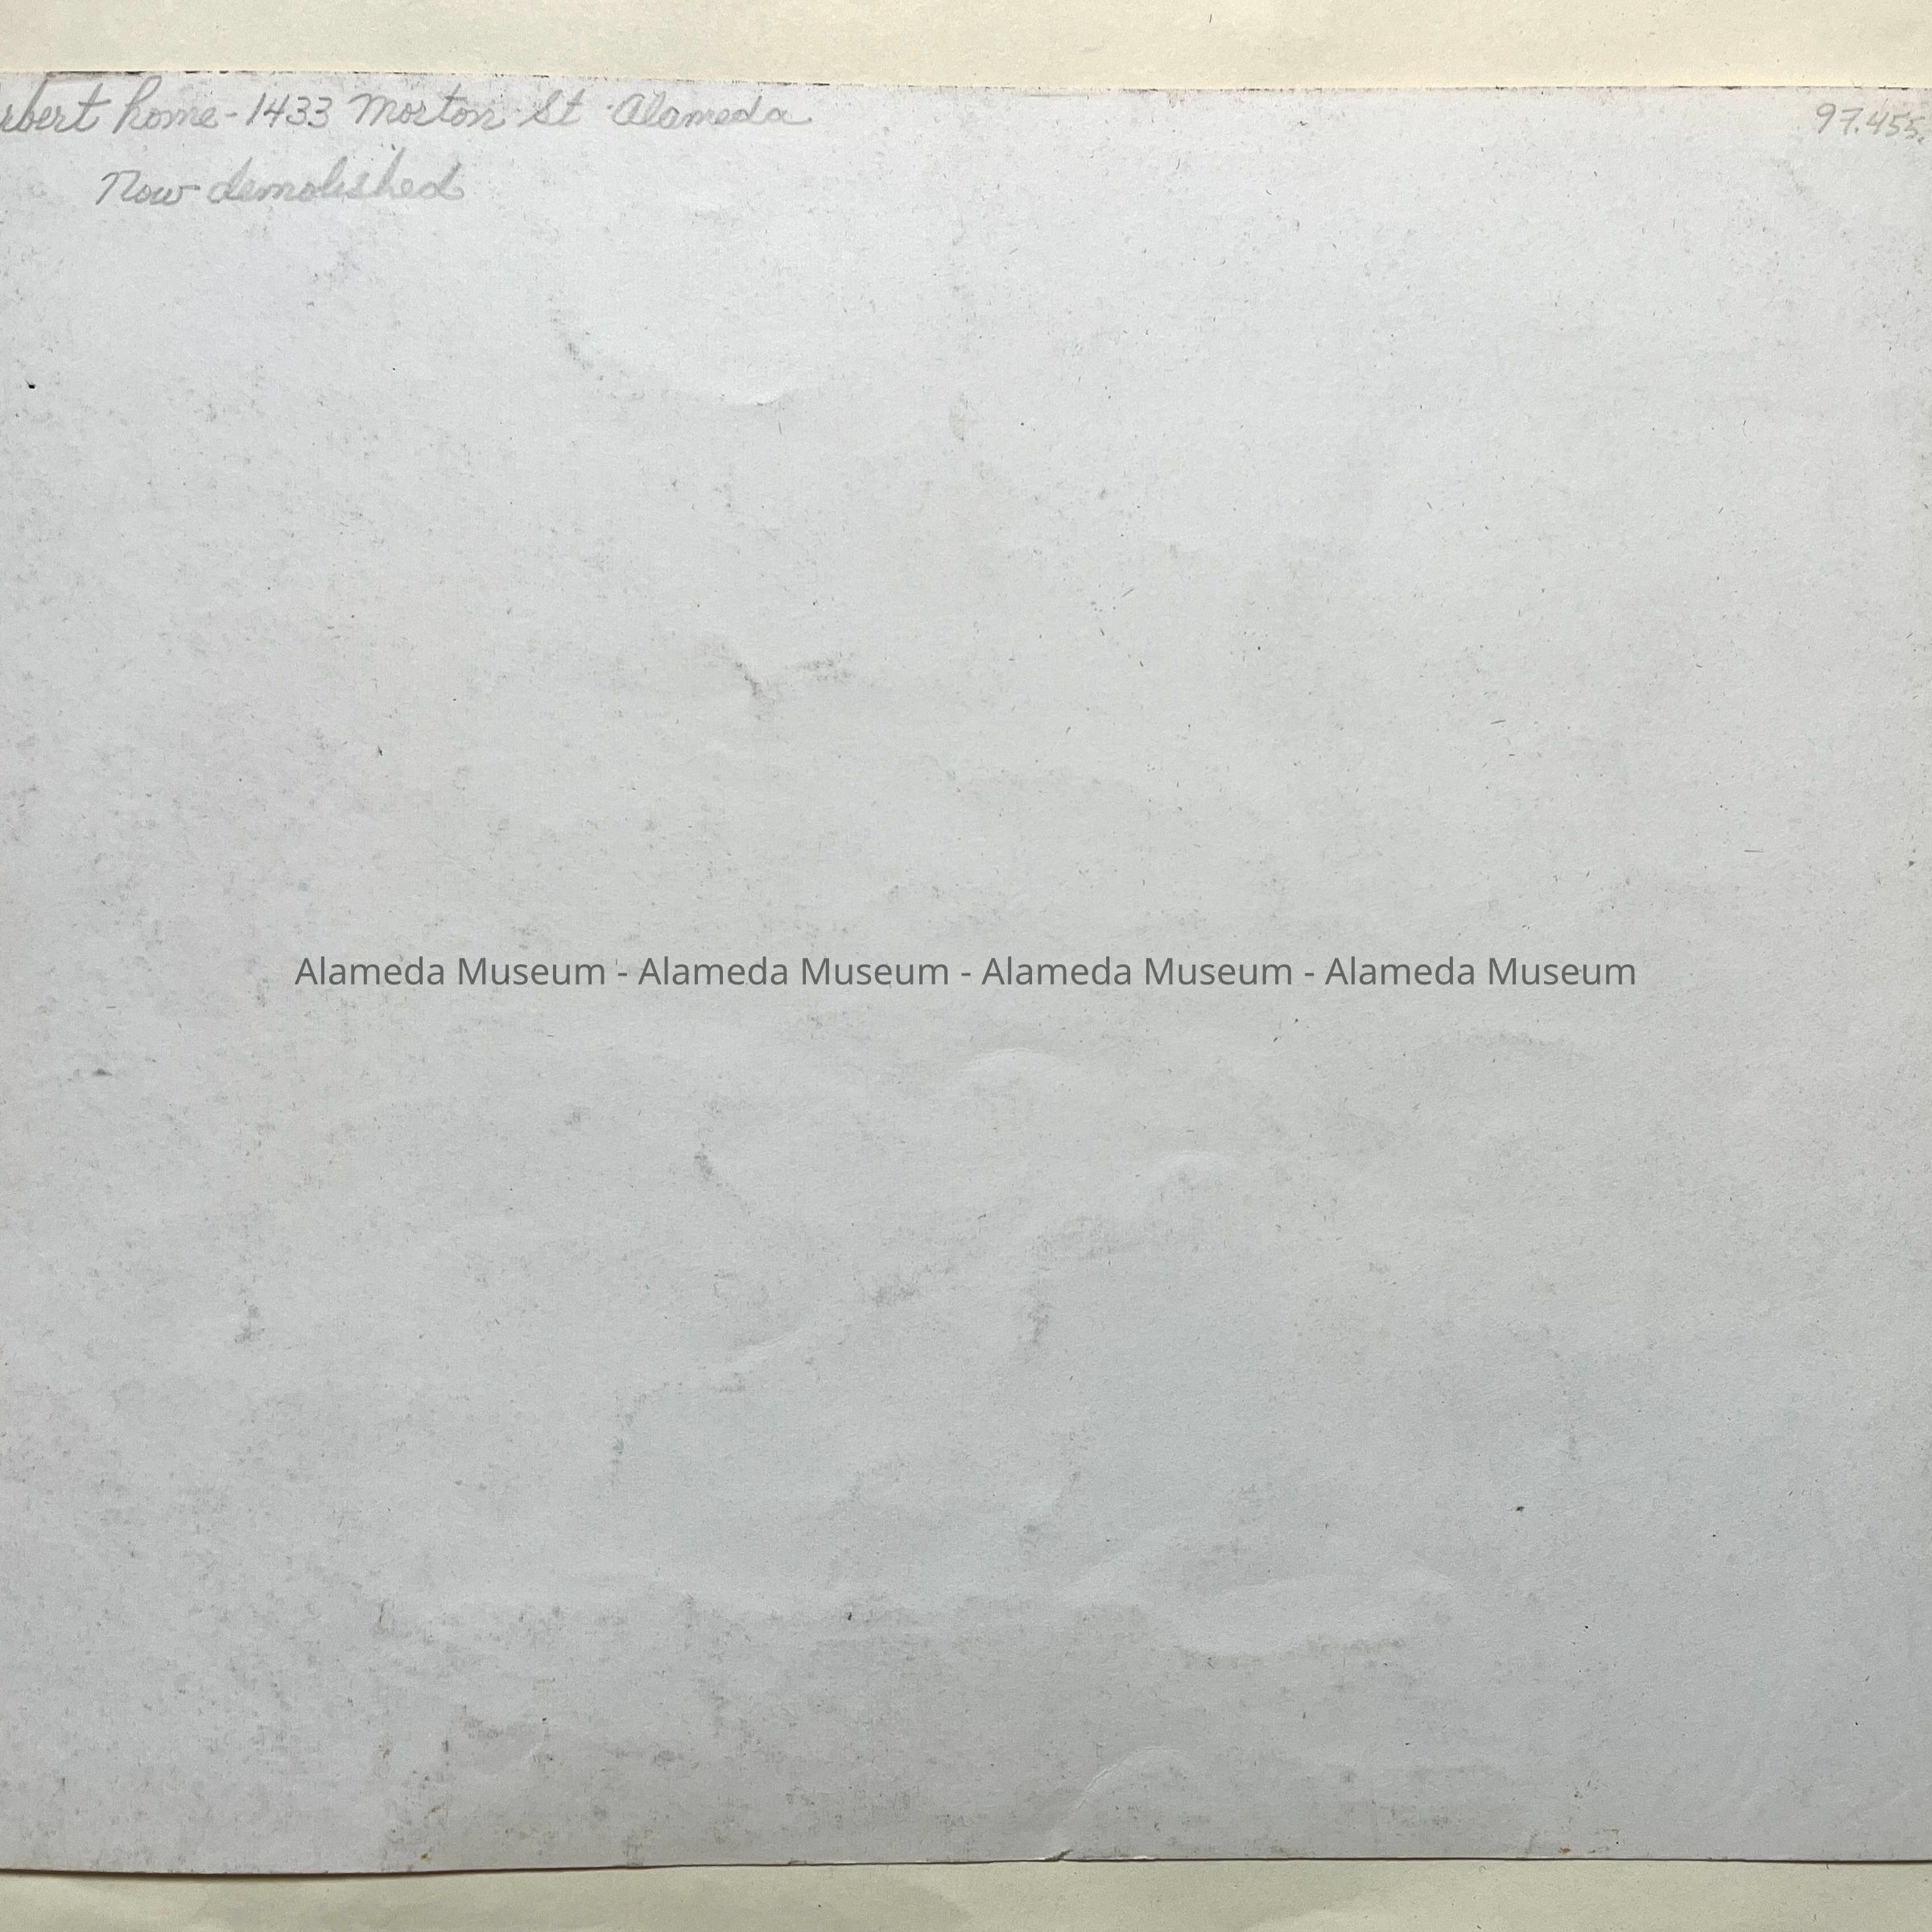 rbert home - 1433 Morton St Alameda
97.455.
Now demolished
Alameda Museum - Alameda Museum - Alameda Museum - Alameda Museum